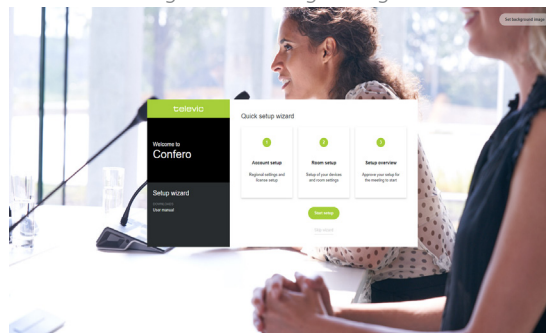 Set background image
televic
Quick setup wizard
Welcome to
Confero
1
2
3
Account setup
Room setup
Setup overview
Regional settings and
license setup
Setup of your devices
and room settings
Approve your setup for
the meeting to start
Setup wizard
User manual
Start setup